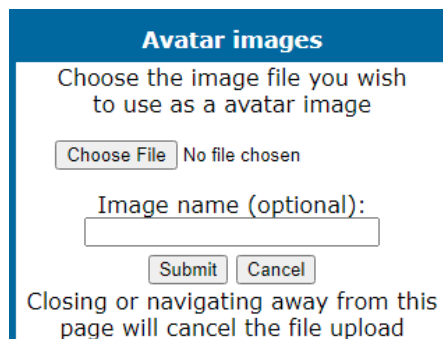 Avatar images
Choose the image file you wish
to use as a avatar image
Choose File No file chosen
Image name (optional):
Submit Cancel
Closing or navigating away from this
page will cancel the file upload